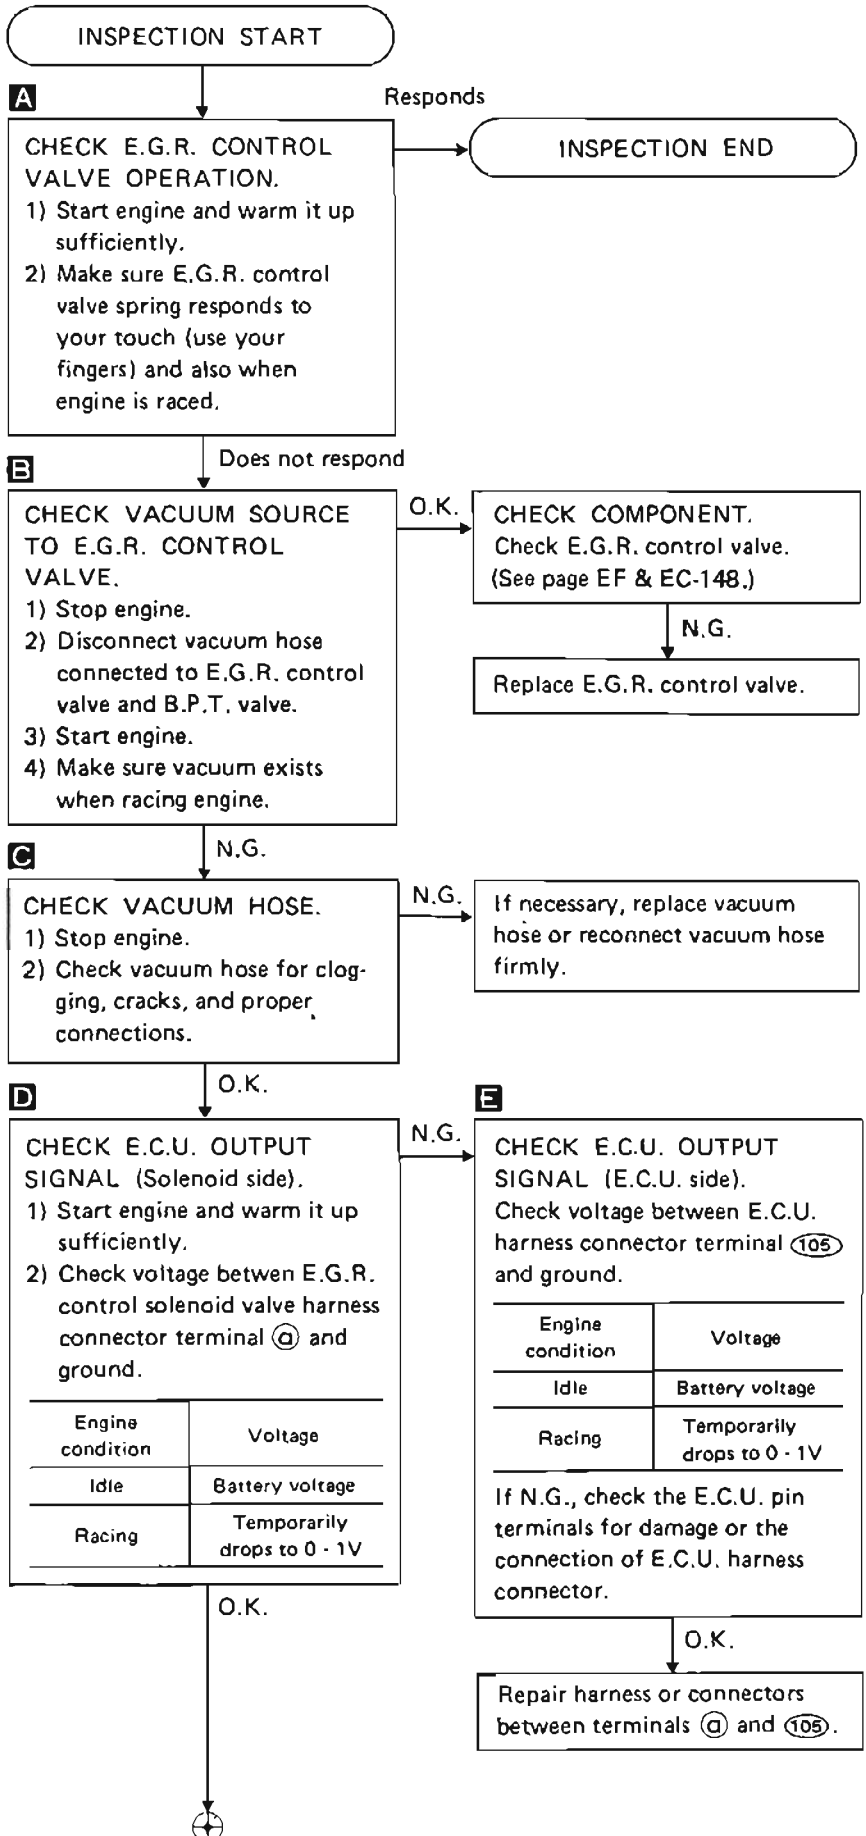 INSPECTION START
A
Responds
CHECK E.G.R. CONTROL
VALVE OPERATION.
1) Start engine and warm it up
sufficiently.
2) Make sure E.G.R. control
valve spring responds to
your touch (use your
fingers) and also when
engine is raced.
INSPECTION END
Does not respond
B
CHECK VACUUM SOURCE
TO E.G.R. CONTROL
VALVE.
1) Stop engine.
2) Disconnect vacuum hose
connected to E.G.R. control
valve and B.P.T. valve.
3) Start engine.
4) Make sure vacuum exists
when racing engine.
O.K.
CHECK COMPONENT.
Check E.G.R. control valve.
(See page EF & EC-148.)
N.G.
Replace E.G.R. control valve.
N.G.
C
CHECK VACUUM HOSE.
1) Stop engine.
2) Check vacuum hose for clog-
ging, cracks, and proper
connections.
N.G.
If necessary, replace vacuum
hose or reconnect vacuum hose
firmly.
O.K.
D
CHECK E.C.U. OUTPUT
SIGNAL (Solenoid side).
1) Start engine and warm it up
sufficiently.
2) Check voltage betwen E.G.R.
control solenoid valve harness
connector terminal ⓐ and
ground.
Engine
condition
Voltage
Idle
Battery voltage
Racing
Temporarily
drops to 0 - 1V
N.G.
E
CHECK E.C.U. OUTPUT
SIGNAL (E.C.U. side).
Check voltage between E.C.U.
harness connector terminal 105
and ground.
Engine
condition
Voltage
Idle
Battery voltage
Racing
Temporarily
drops to 0 - 1V
If N.G., check the E.C.U. pin
terminals for damage or the
connection of E.C.U. harness
connector.
O.K.
O.K.
Repair harness or connectors
between terminals ⓐ and 105.